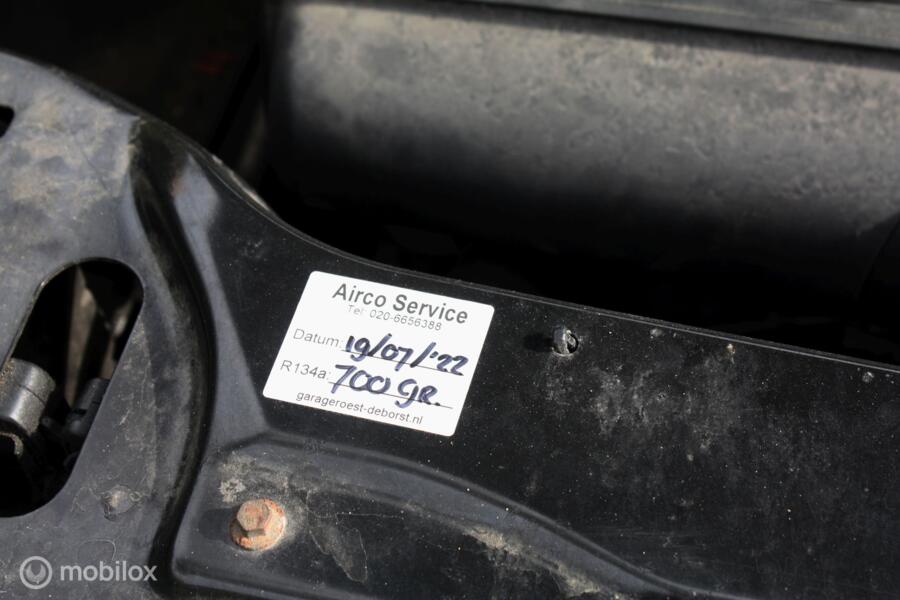 Airco Service
Tel: 020-6656388
Datum: 19/07/'22
R134a: 700 GR.
garageroest-deborst.nl
mobilox